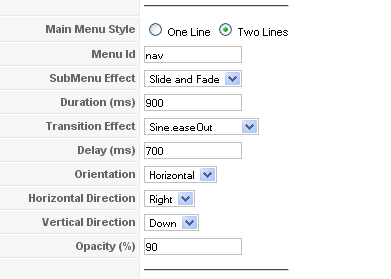 Main Menu Style One Line Two Lines
Menu Id nav
SubMenu Effect Slide and Fade
Duration (ms) 900
Transition Effect Sine.easeOut
Delay (ms) 700
Orientation Horizontal
Horizontal Direction Right
Vertical Direction Down
Opacity (%) 90